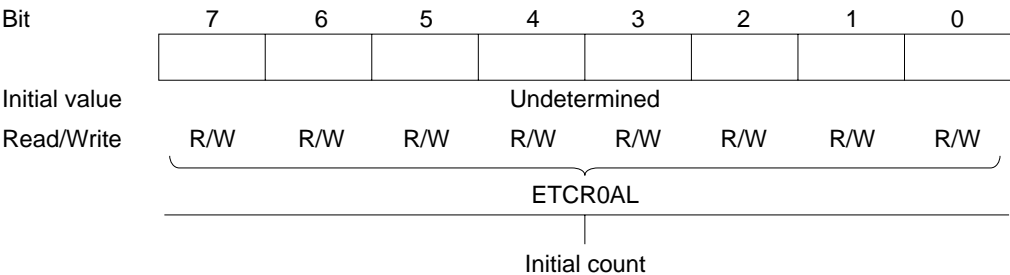 Bit 7 6 5 4 3 2 1 0
Initial value Undetermined
Read/Write R/W R/W R/W R/W R/W R/W R/W R/W
ETCR0AL
Initial count